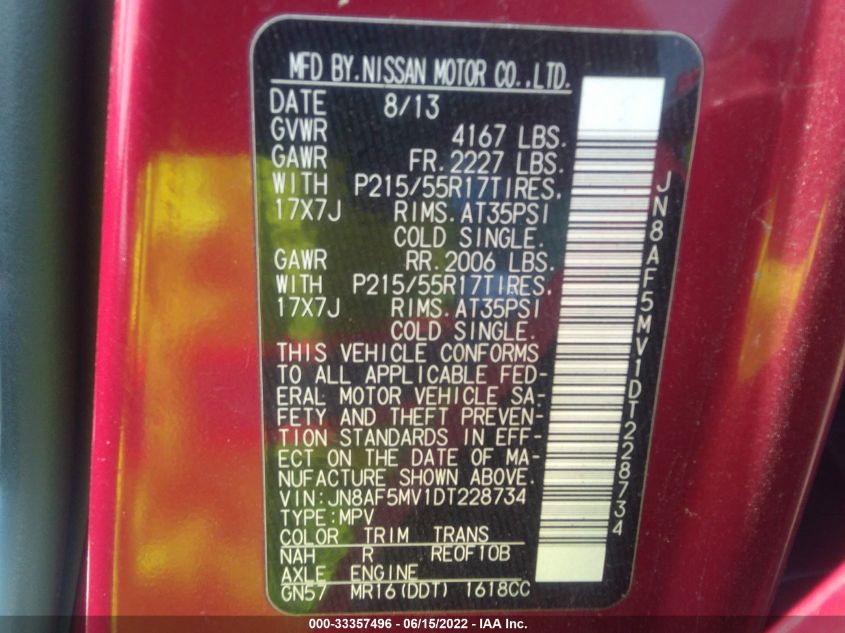 MFD BY.NISSAN MOTOR CO.,LTD.
DATE 8/13
GVWR 4167 LBS.
GAWR FR.2227 LBS.
WITH P215/55R17TIRES,
17X7J RIMS.AT35PSI
COLD SINGLE.
GAWR RR.2006 LBS.
WITH P215/55R17TIRES,
17X7J RIMS.AT35PSI
COLD SINGLE.
THIS VEHICLE CONFORMS
TO ALL APPLICABLE FED-
ERAL MOTOR VEHICLE SA-
FETY AND THEFT PREVEN-
TION STANDARDS IN EFF-
ECT ON THE DATE OF MA-
NUFACTURE SHOWN ABOVE.
VIN:JN8AF5MV1DT228734
TYPE:MPV
COLOR TRIM TRANS
NAH R RE0F10B
AXLE ENGINE
GN57 MR16(DDT) 1618CC
JN8AF5MV1DT228734
000-33357496 - 06/15/2022 - IAA Inc.